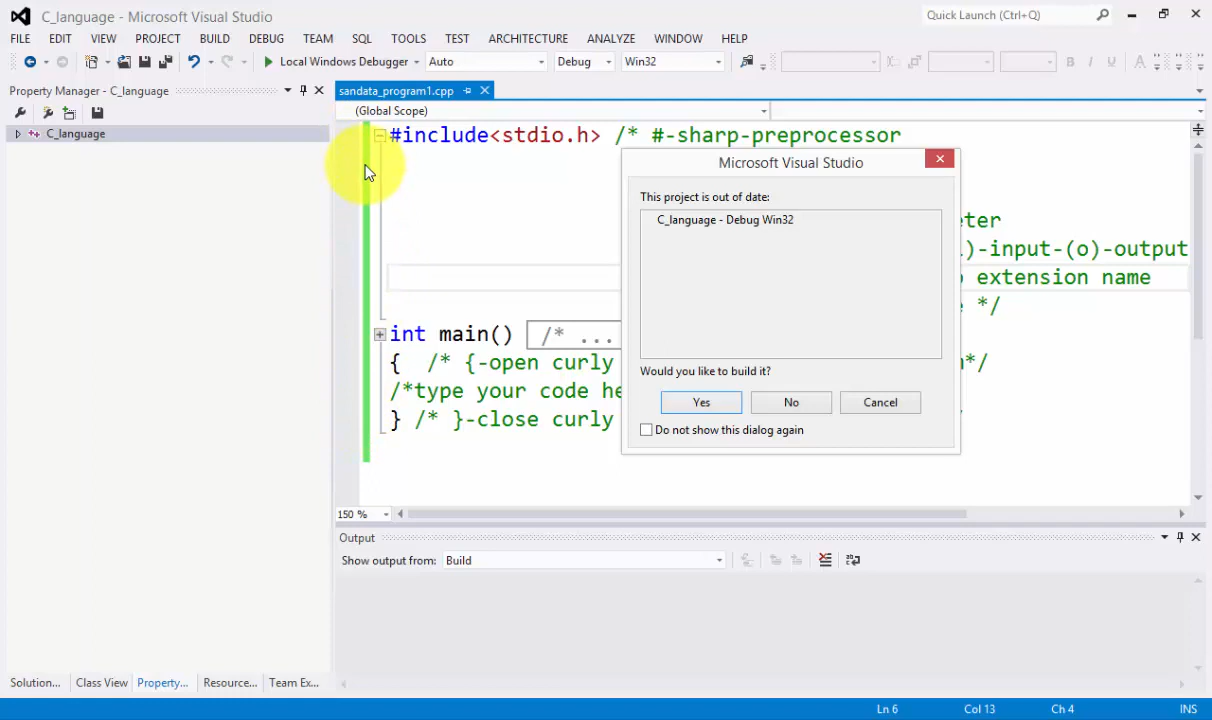 C_language - Microsoft Visual Studio
Quick Launch (Ctrl+Q)
FILE EDIT VIEW PROJECT BUILD DEBUG TEAM SQL TOOLS TEST ARCHITECTURE ANALYZE WINDOW HELP
Local Windows Debugger Auto Debug Win32
Property Manager - C_language
sandata_program1.cpp
(Global Scope)
C_language
#include<stdio.h> /* #-sharp-preprocessor
Microsoft Visual Studio
This project is out of date:
C_language - Debug Win32
eter
)-input-(o)-output
extension name
*/
int main() /* ...
{ /* {-open curly */
/*type your code he
} /* }-close curly
Would you like to build it?
Yes No Cancel
Do not show this dialog again
150 %
Output
Show output from: Build
Solution... Class View Property... Resource... Team Ex...
Ln 6 Col 13 Ch 4 INS